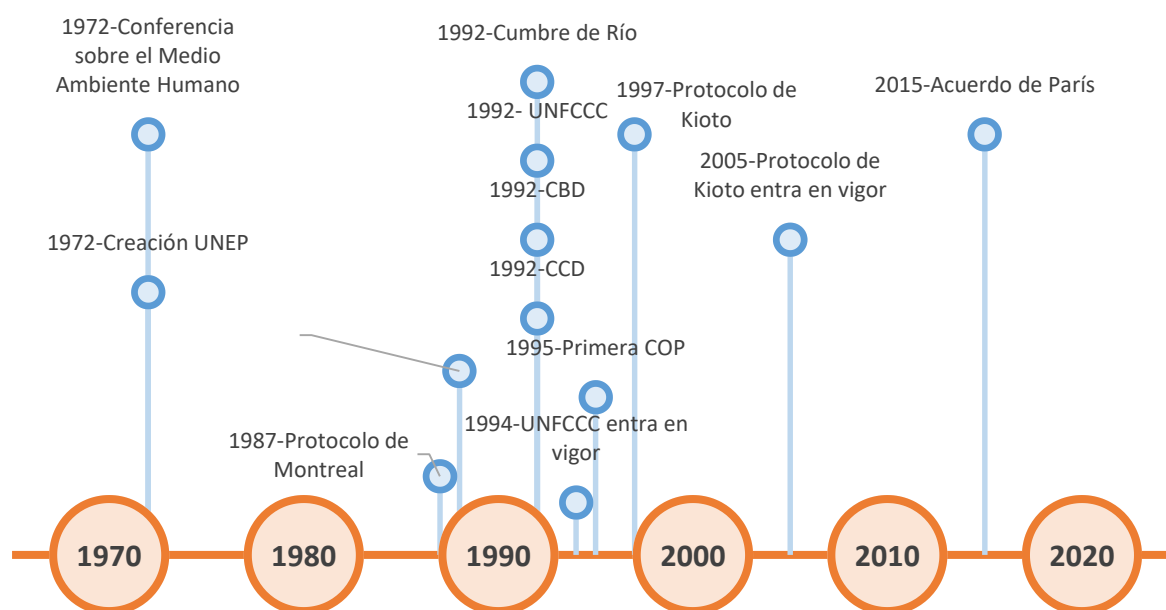 1972-Conferencia
sobre el Medio
Ambiente Humano
1972-Creación UNEP
1987-Protocolo de
Montreal
1992-Cumbre de Río
1992- UNFCCC
1992-CBD
1992-CCD
1995-Primera COP
1994-UNFCCC entra en
vigor
1997-Protocolo de
Kioto
2005-Protocolo de
Kioto entra en vigor
2015-Acuerdo de París
1970
1980
1990
2000
2010
2020